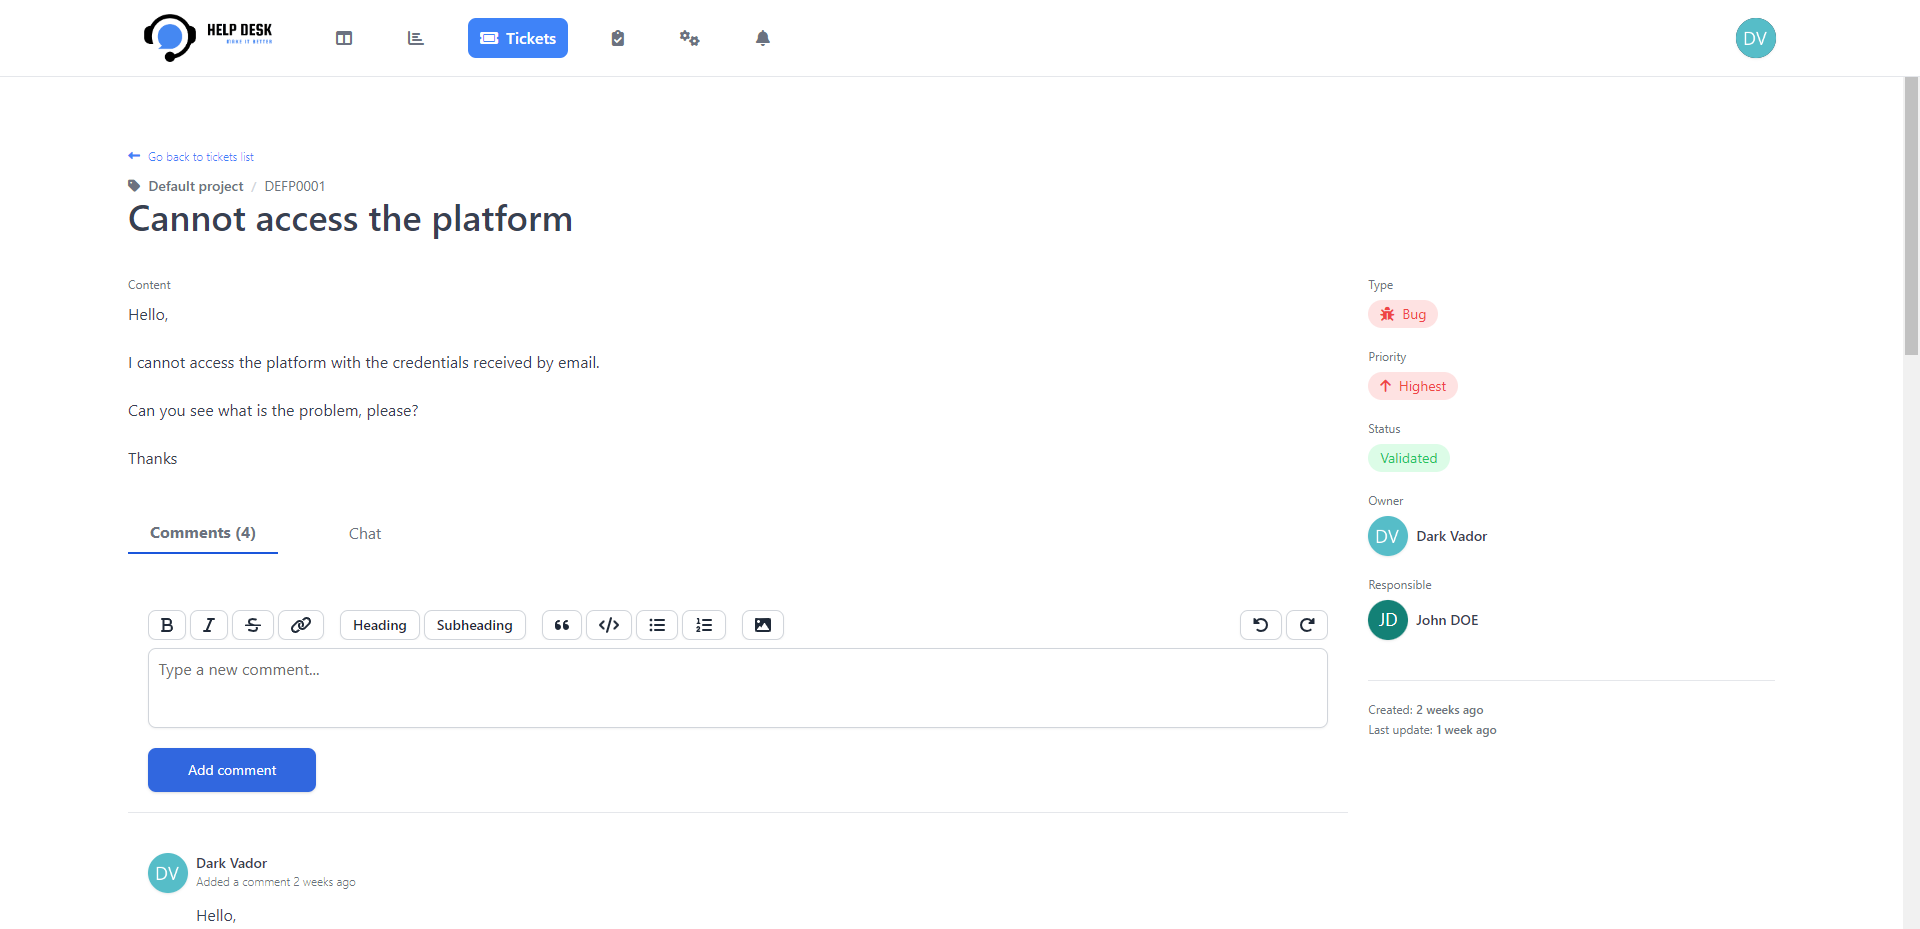 HELP DESK
Tickets
DV
Go back to tickets list
Default project / DEFP0001
Cannot access the platform
Content
Hello,
I cannot access the platform with the credentials received by email.
Can you see what is the problem, please?
Thanks
Type
Bug
Priority
Highest
Status
Validated
Owner
DV Dark Vador
Responsible
JD John DOE
Created: 2 weeks ago
Last update: 1 week ago
Comments (4) Chat
Heading Subheading
Type a new comment...
Add comment
DV Dark Vador
Added a comment 2 weeks ago
Hello,